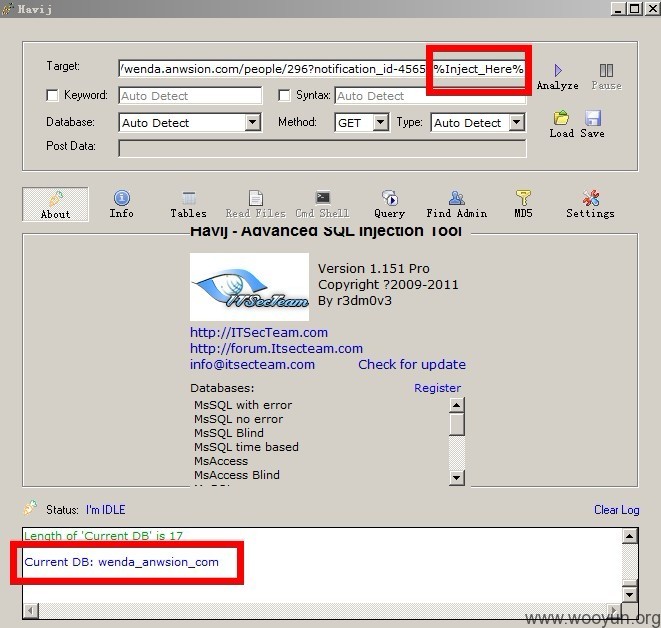 Havij
Target: /wenda.anwsion.com/people/296?notification_id-4565 %Inject_Here%
Analyze Pause
Keyword: Auto Detect Syntax: Auto Detect
Database: Auto Detect Method: GET Type: Auto Detect
Load Save
Post Data:
About Info Tables Read Files Cmd Shell Query Find Admin MD5 Settings
Havij - Advanced SQL Injection Tool
ITSecTeam
Version 1.151 Pro
Copyright ?2009-2011
By r3dm0v3
http://ITSecTeam.com
http://forum.Itsecteam.com
info@itsecteam.com Check for update
Databases: Register
MsSQL with error
MsSQL no error
MsSQL Blind
MsSQL time based
MsAccess
MsAccess Blind
Status: I'm IDLE Clear Log
Length of 'Current DB' is 17
Current DB: wenda_anwsion_com
www.wooyun.org